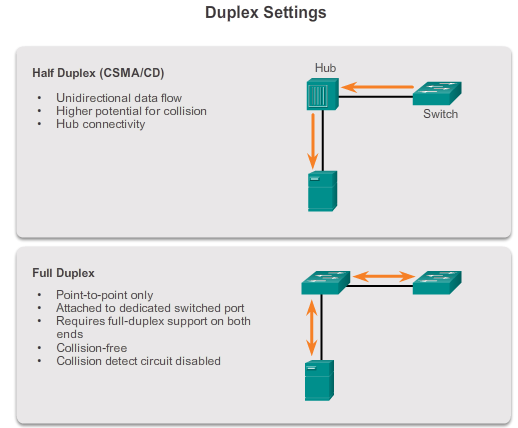 Duplex Settings
Half Duplex (CSMA/CD)
• Unidirectional data flow
• Higher potential for collision
• Hub connectivity
Hub
Switch
Full Duplex
• Point-to-point only
• Attached to dedicated switched port
• Requires full-duplex support on both
ends
• Collision-free
• Collision detect circuit disabled